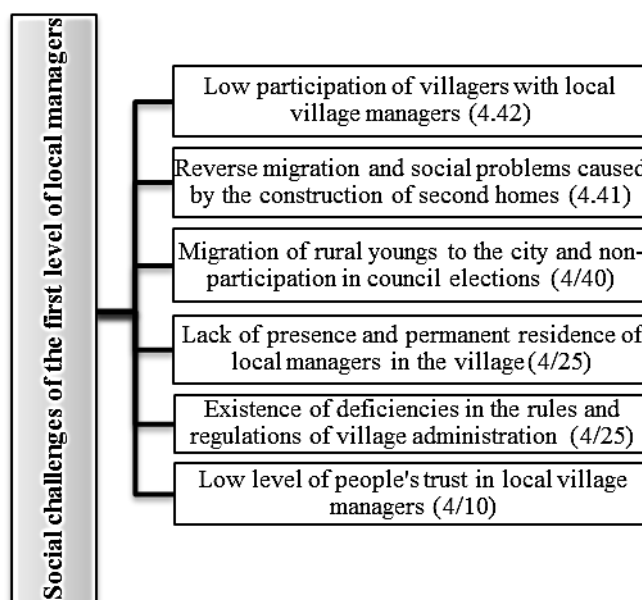 Social challenges of the first level of local managers
Low participation of villagers with local
village managers (4.42)
Reverse migration and social problems caused
by the construction of second homes (4.41)
Migration of rural youngs to the city and non-
participation in council elections (4/40)
Lack of presence and permanent residence of
local managers in the village (4/25)
Existence of deficiencies in the rules and
regulations of village administration (4/25)
Low level of people's trust in local village
managers (4/10)